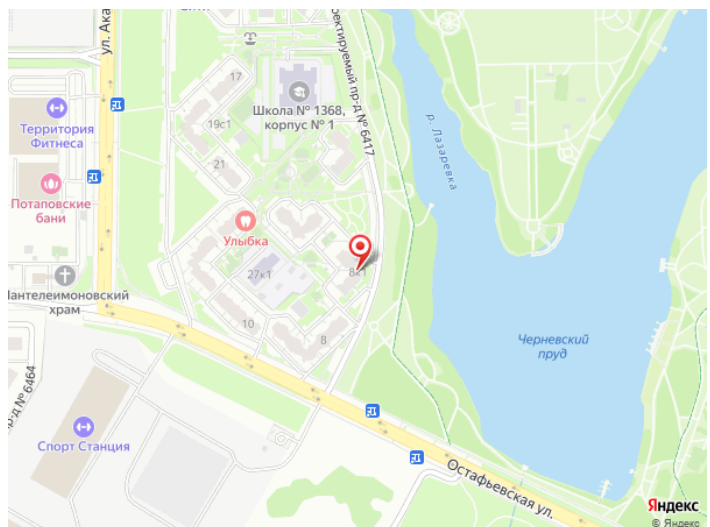 ул. Ака
17
Школа № 1368,
корпус № 1
ектируемый пр-д № 6417
Территория
Фитнеса
19с1
21
р. Лазаревка
Потаповские
бани
Улыбка
8к1
27к1
Пантелеимоновский
храм
10
8
Черневский
пруд
пр-д № 6464
Спорт Станция
Остафьевская ул.
Яндекс
© Яндекс